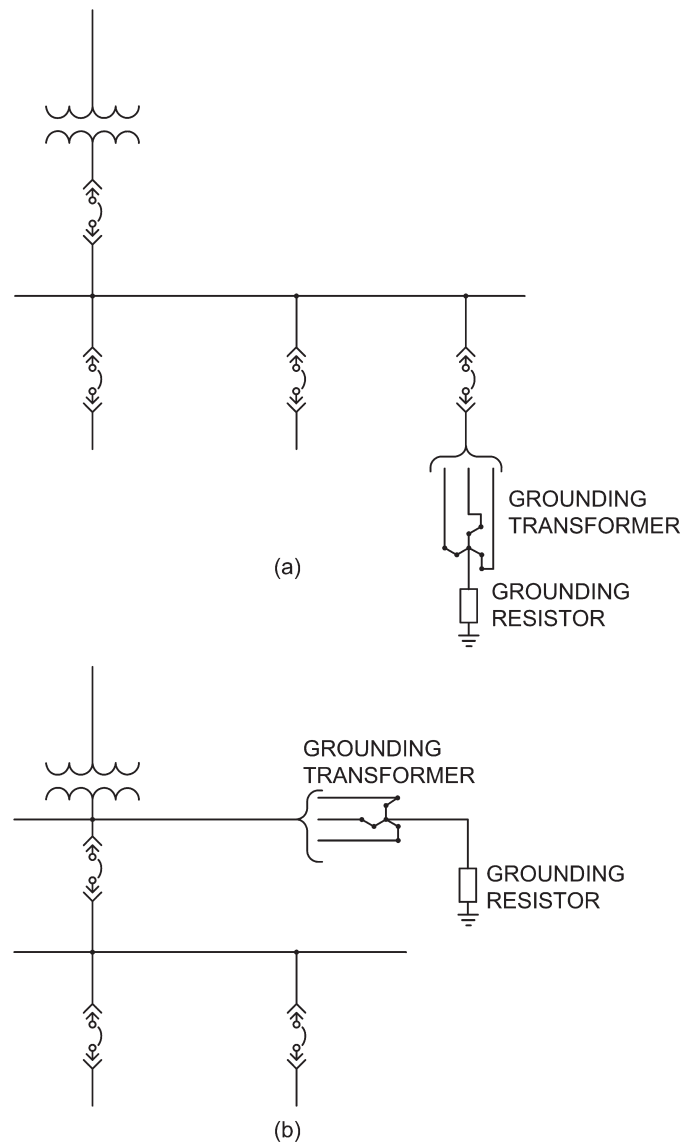 GROUNDING
TRANSFORMER
(a)
GROUNDING
RESISTOR
GROUNDING
TRANSFORMER
GROUNDING
RESISTOR
(b)